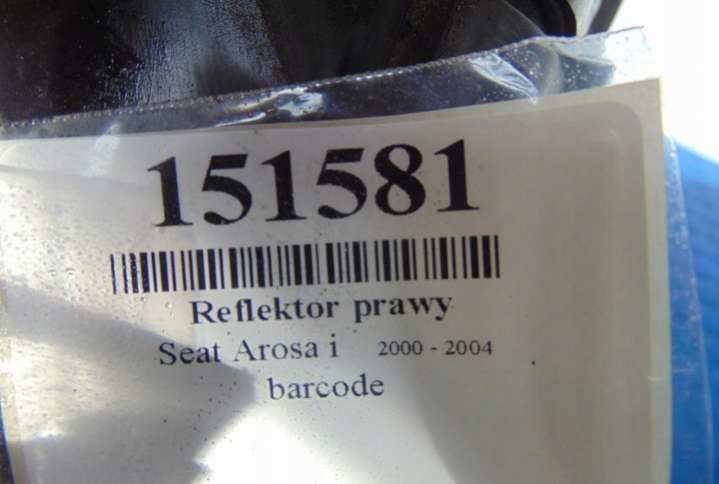 151581
Reflektor prawy
Seat Arosa i 2000 - 2004
barcode